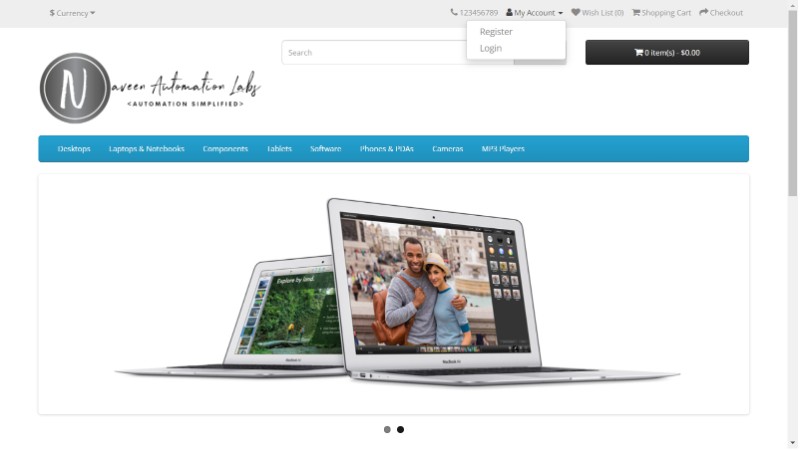 $ Currency
123456789
My Account
Wish List (0)
Shopping Cart
Checkout
Register
Login
Search
0 item(s) - $0.00
N
aveen Automation Labs
<AUTOMATION SIMPLIFIED>
Desktops
Laptops & Notebooks
Components
Tablets
Software
Phones & PDAs
Cameras
MP3 Players
Explore by land.
MacBook Air
MacBook Air